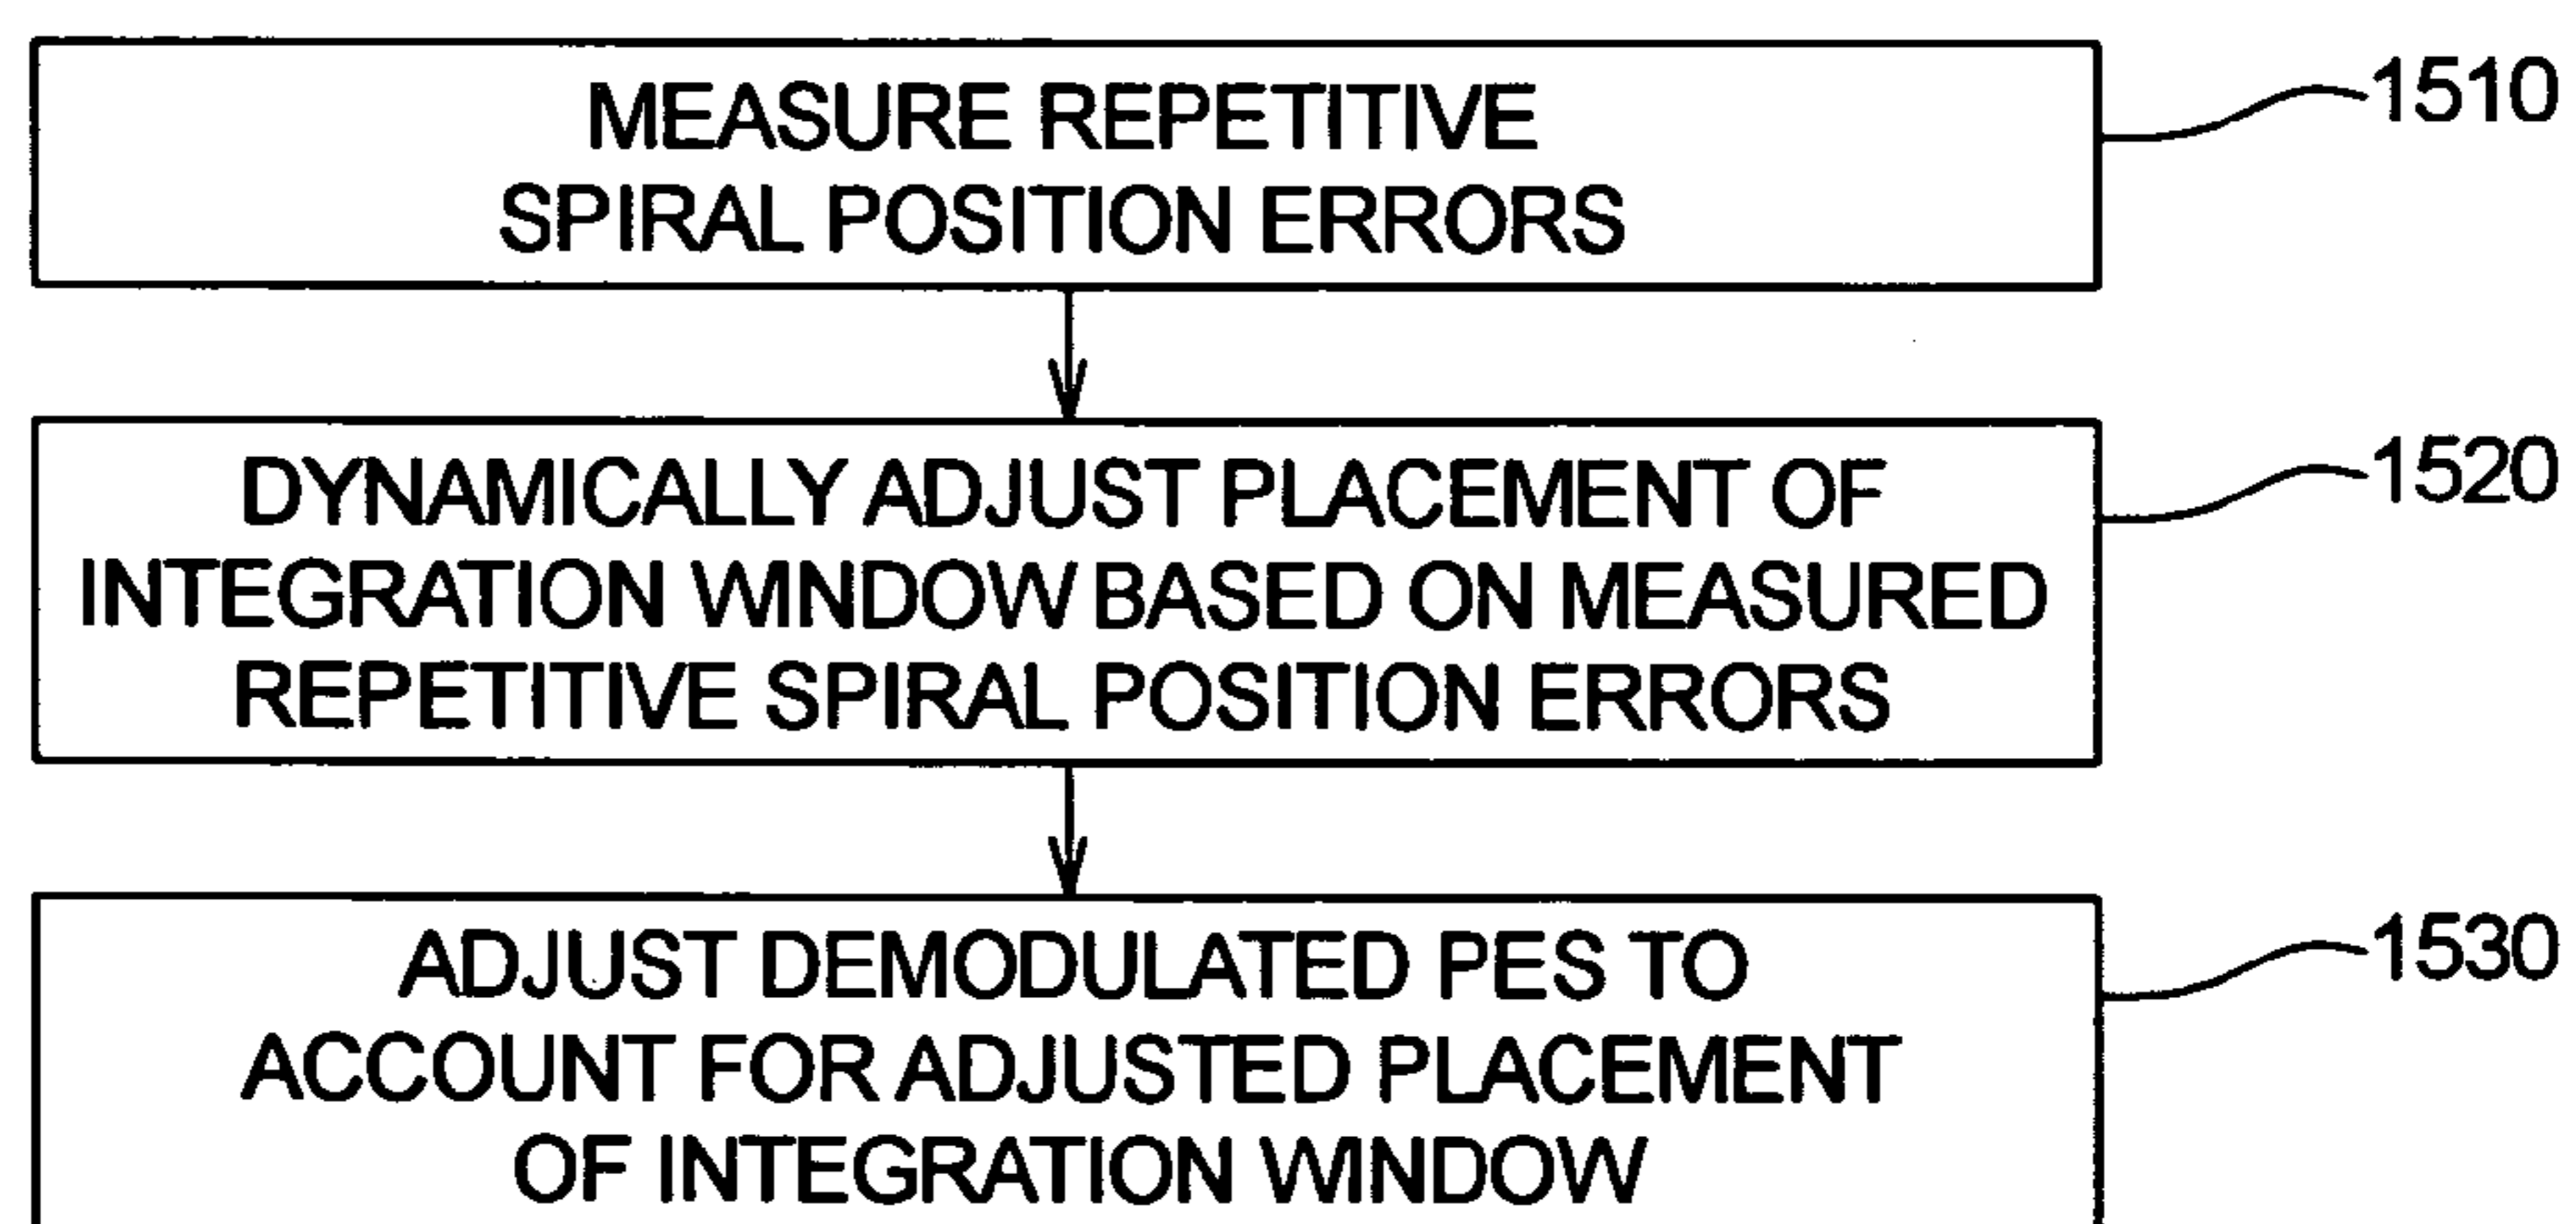 MEASURE REPETITIVE
SPIRAL POSITION ERRORS
1510
DYNAMICALLY ADJUST PLACEMENT OF
INTEGRATION WINDOW BASED ON MEASURED
REPETITIVE SPIRAL POSITION ERRORS
1520
ADJUST DEMODULATED PES TO
ACCOUNT FOR ADJUSTED PLACEMENT
OF INTEGRATION WINDOW
1530